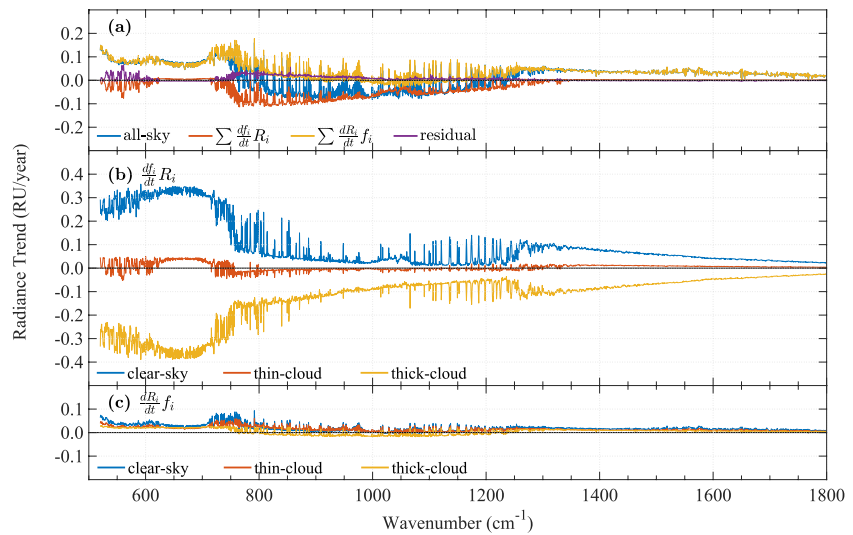 (a)
0.2
0.1
0.0
-0.1
-0.2
all-sky ∑ df_i/dt R_i ∑ dR_i/dt f_i residual
(b) df_i/dt R_i
0.4
0.3
0.2
0.1
0.0
-0.1
-0.2
-0.3
-0.4
clear-sky thin-cloud thick-cloud
(c) dR_i/dt f_i
0.1
0.0
-0.1
clear-sky thin-cloud thick-cloud
600 800 1000 1200 1400 1600 1800
Wavenumber (cm⁻¹)
Radiance Trend (RU/year)